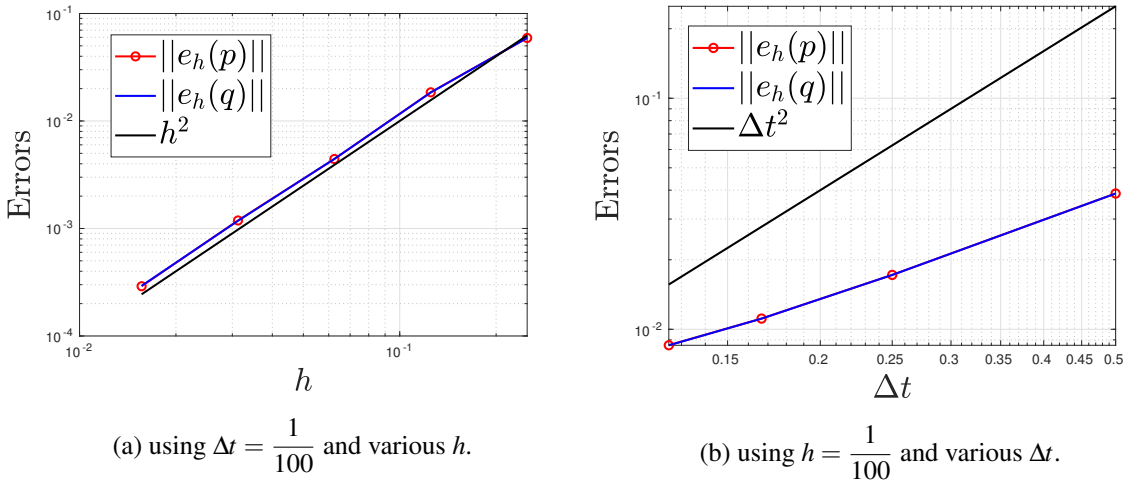 10^{-1}
10^{-2}
10^{-3}
10^{-4}
Errors
||e_h(p)||
||e_h(q)||
h^2
10^{-2}
10^{-1}
h
(a) using Δt = \frac{1}{100} and various h.
10^{-1}
10^{-2}
Errors
||e_h(p)||
||e_h(q)||
Δt^2
0.15
0.2
0.25
0.3
0.35
0.4
0.45
0.5
Δt
(b) using h = \frac{1}{100} and various Δt.